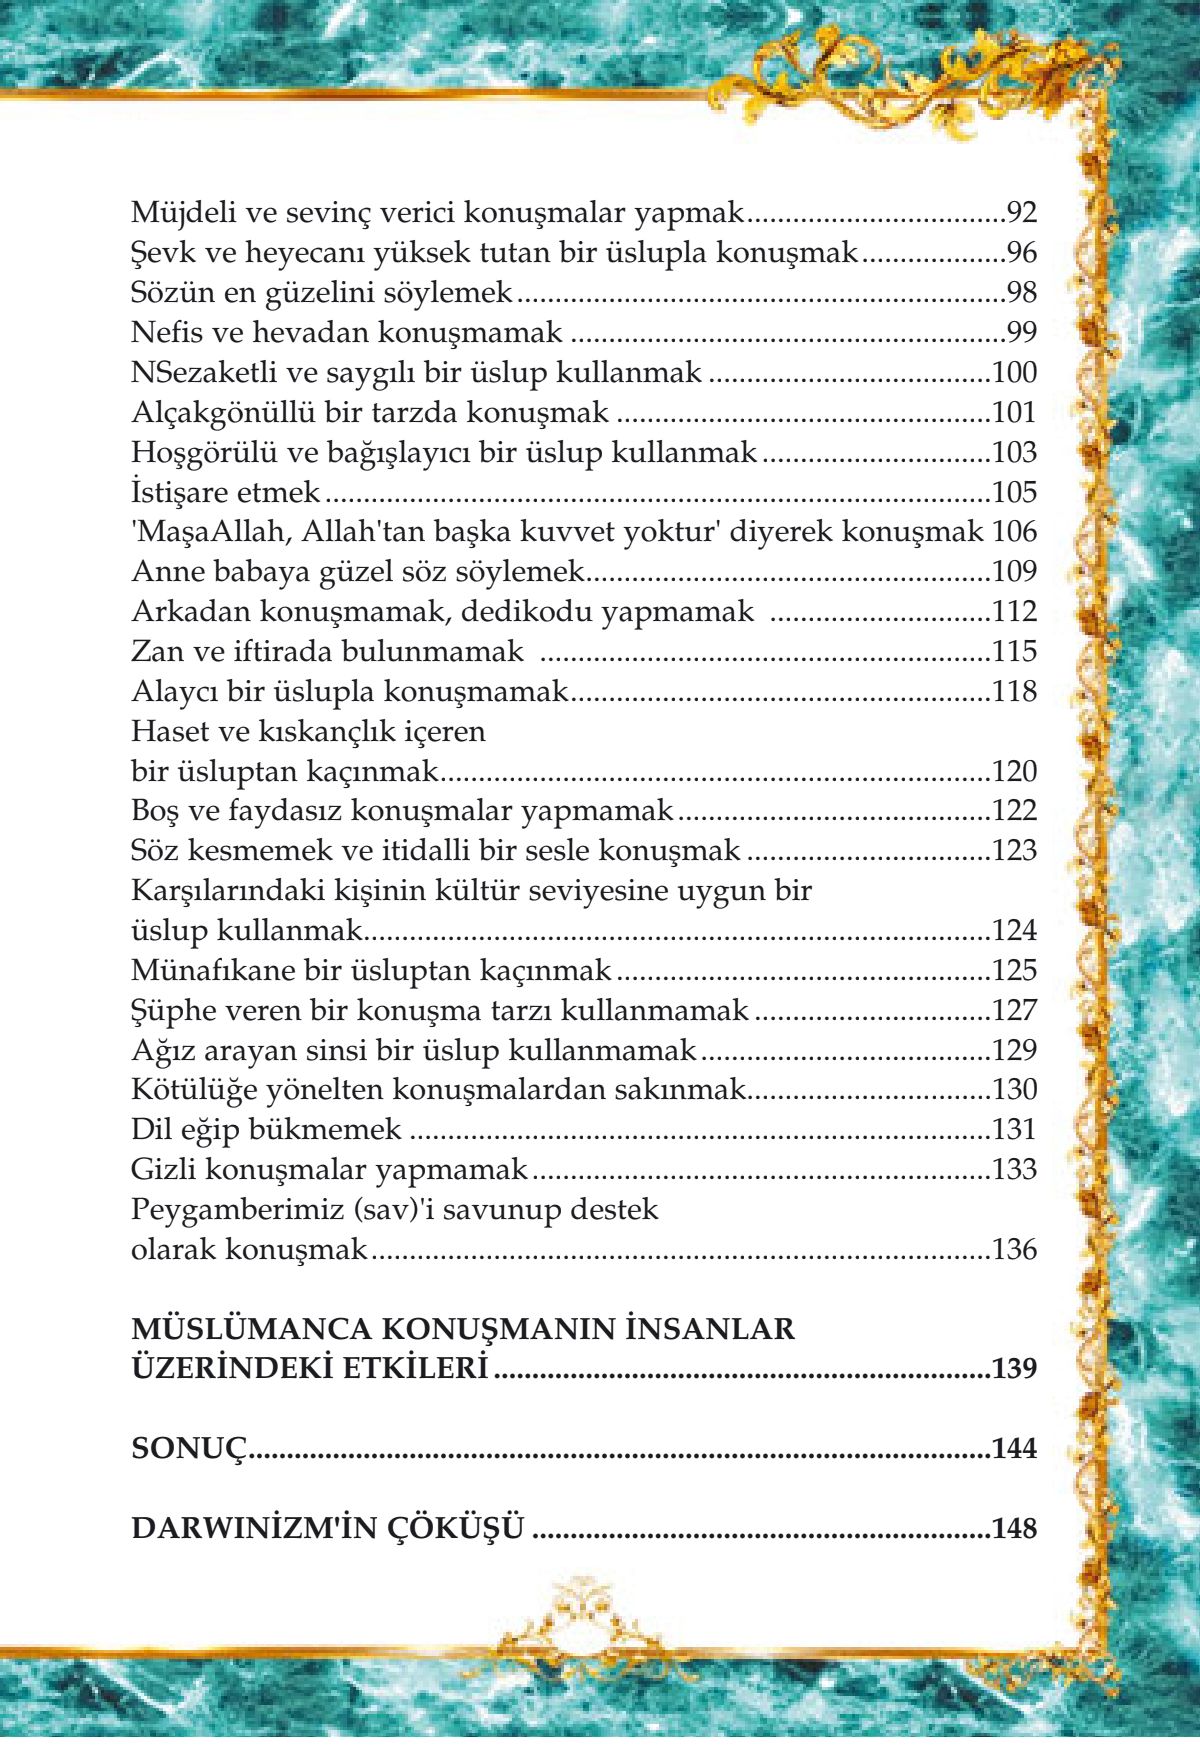 Müjdeli ve sevinç verici konuşmalar yapmak..................................92
Şevk ve heyecanı yüksek tutan bir üslupla konuşmak...................96
Sözün en güzelini söylemek................................................................98
Nefis ve hevadan konuşmamak .........................................................99
NSezaketli ve saygılı bir üslup kullanmak .....................................100
Alçakgönüllü bir tarzda konuşmak .................................................101
Hoşgörülü ve bağışlayıcı bir üslup kullanmak..............................103
İstişare etmek.......................................................................................105
'MaşaAllah, Allah'tan başka kuvvet yoktur' diyerek konuşmak 106
Anne babaya güzel söz söylemek.....................................................109
Arkadan konuşmamak, dedikodu yapmamak .............................112
Zan ve iftirada bulunmamak ...........................................................115
Alaycı bir üslupla konuşmamak.......................................................118
Haset ve kıskançlık içeren
bir üsluptan kaçınmak........................................................................120
Boş ve faydasız konuşmalar yapmamak.........................................122
Söz kesmemek ve itidalli bir sesle konuşmak ................................123
Karşılarındaki kişinin kültür seviyesine uygun bir
üslup kullanmak..................................................................................124
Münafıkane bir üsluptan kaçınmak.................................................125
Şüphe veren bir konuşma tarzı kullanmamak...............................127
Ağız arayan sinsi bir üslup kullanmamak......................................129
Kötülüğe yönelten konuşmalardan sakınmak................................130
Dil eğip bükmemek ............................................................................131
Gizli konuşmalar yapmamak............................................................133
Peygamberimiz (sav)'i savunup destek
olarak konuşmak.................................................................................136
MÜSLÜMANCA KONUŞMANIN İNSANLAR
ÜZERİNDEKİ ETKİLERİ.................................................................139
SONUÇ.................................................................................................144
DARWINİZM'İN ÇÖKÜŞÜ ............................................................148